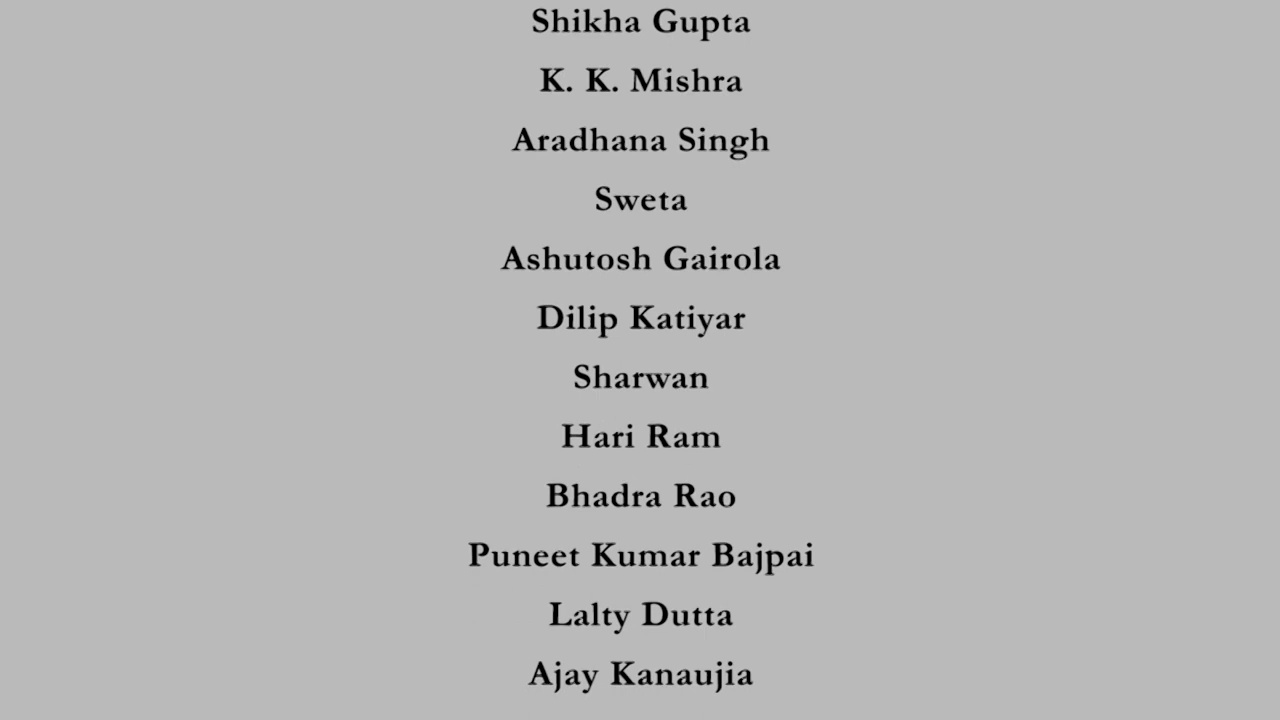 Shikha Gupta
K. K. Mishra
Aradhana Singh
Sweta
Ashutosh Gairola
Dilip Katiyar
Sharwan
Hari Ram
Bhadra Rao
Puneet Kumar Bajpai
Lalty Dutta
Ajay Kanaujia